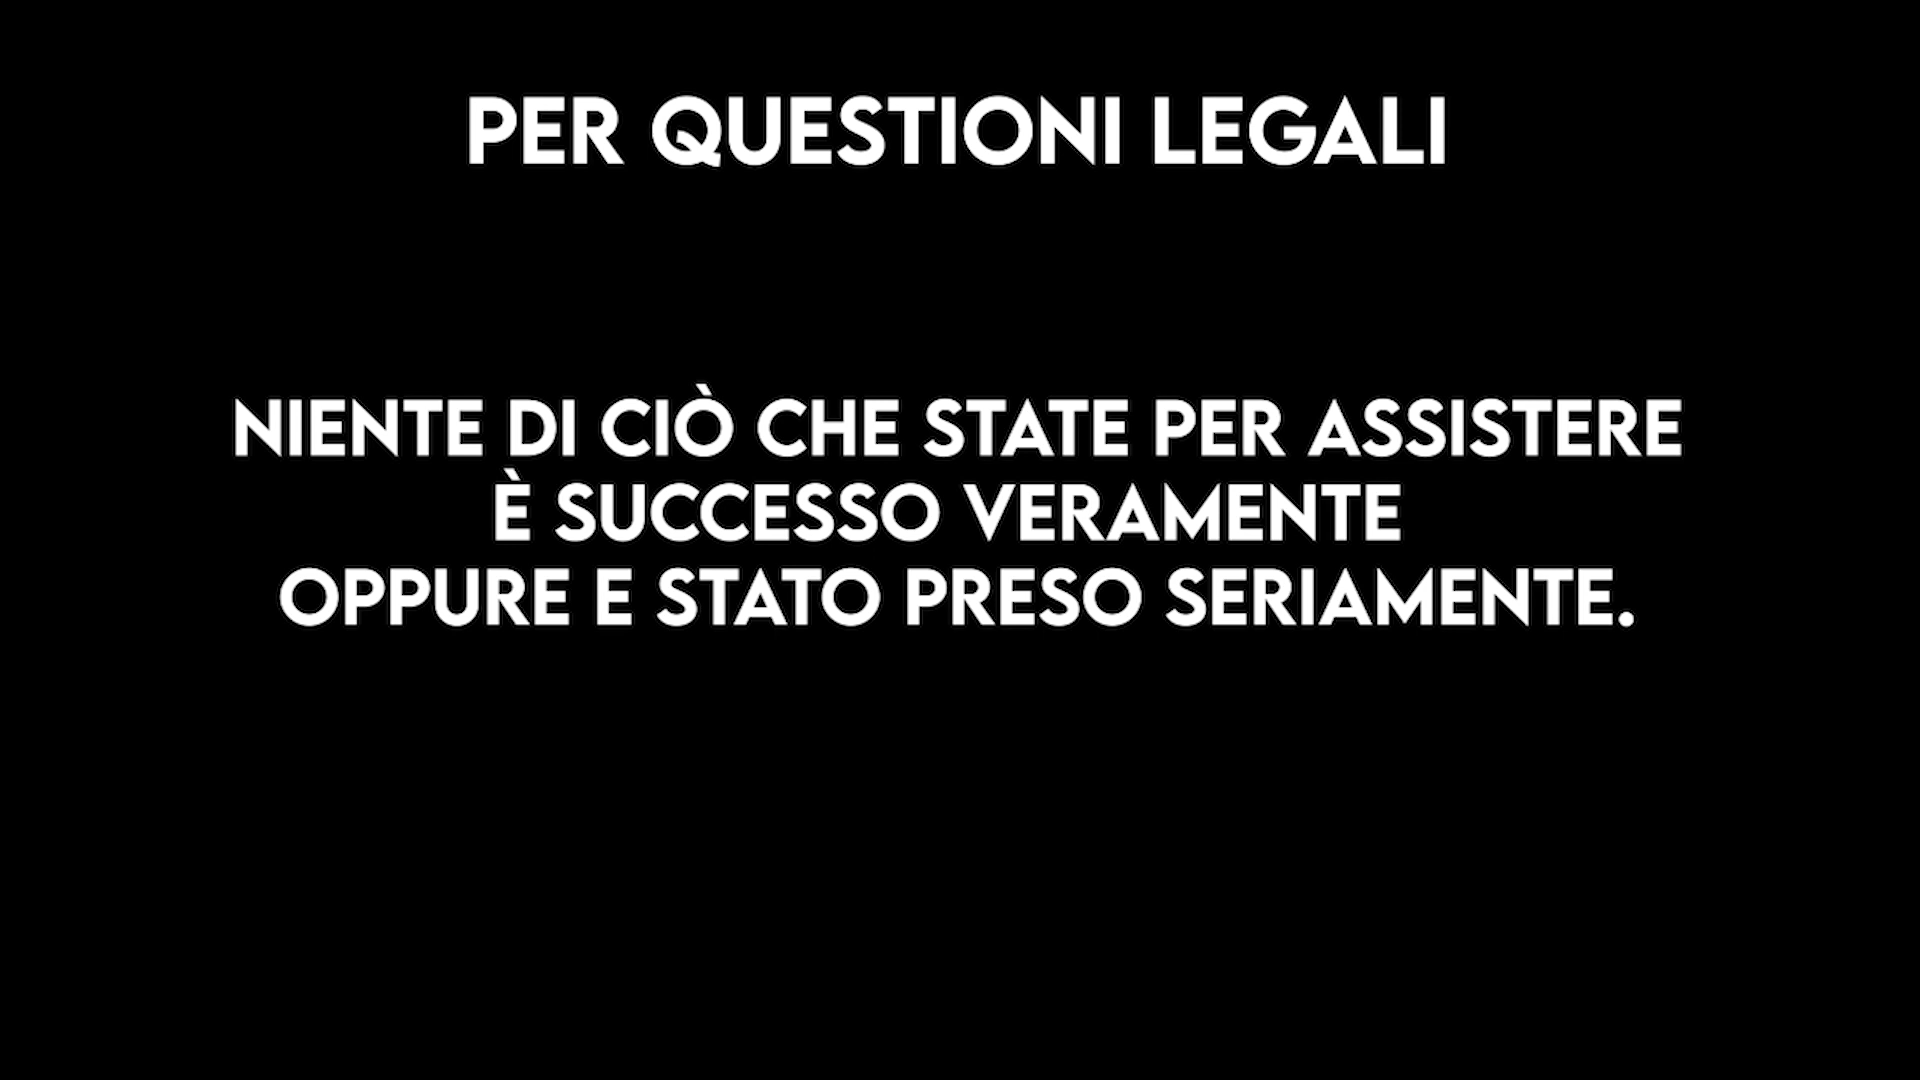 PER QUESTIONI LEGALI
NIENTE DI CIÒ CHE STATE PER ASSISTERE
È SUCCESSO VERAMENTE
OPPURE E STATO PRESO SERIAMENTE.